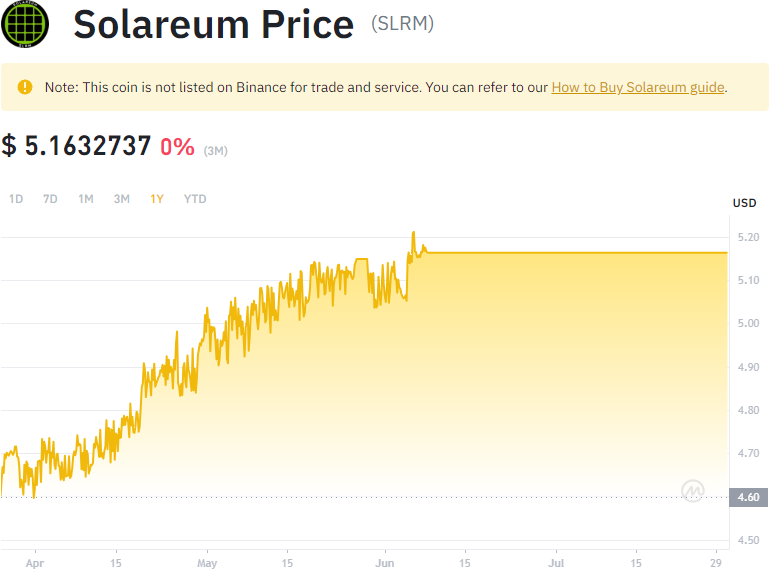 SOLAREUM
SLRM
Solareum Price (SLRM)
Note: This coin is not listed on Binance for trade and service. You can refer to our How to Buy Solareum guide.
$ 5.1632737 0% (3M)
1D 7D 1M 3M 1Y YTD
USD
5.20
5.10
5.00
4.90
4.80
4.70
4.60
4.50
Apr 15 May 15 Jun 15 Jul 15 29